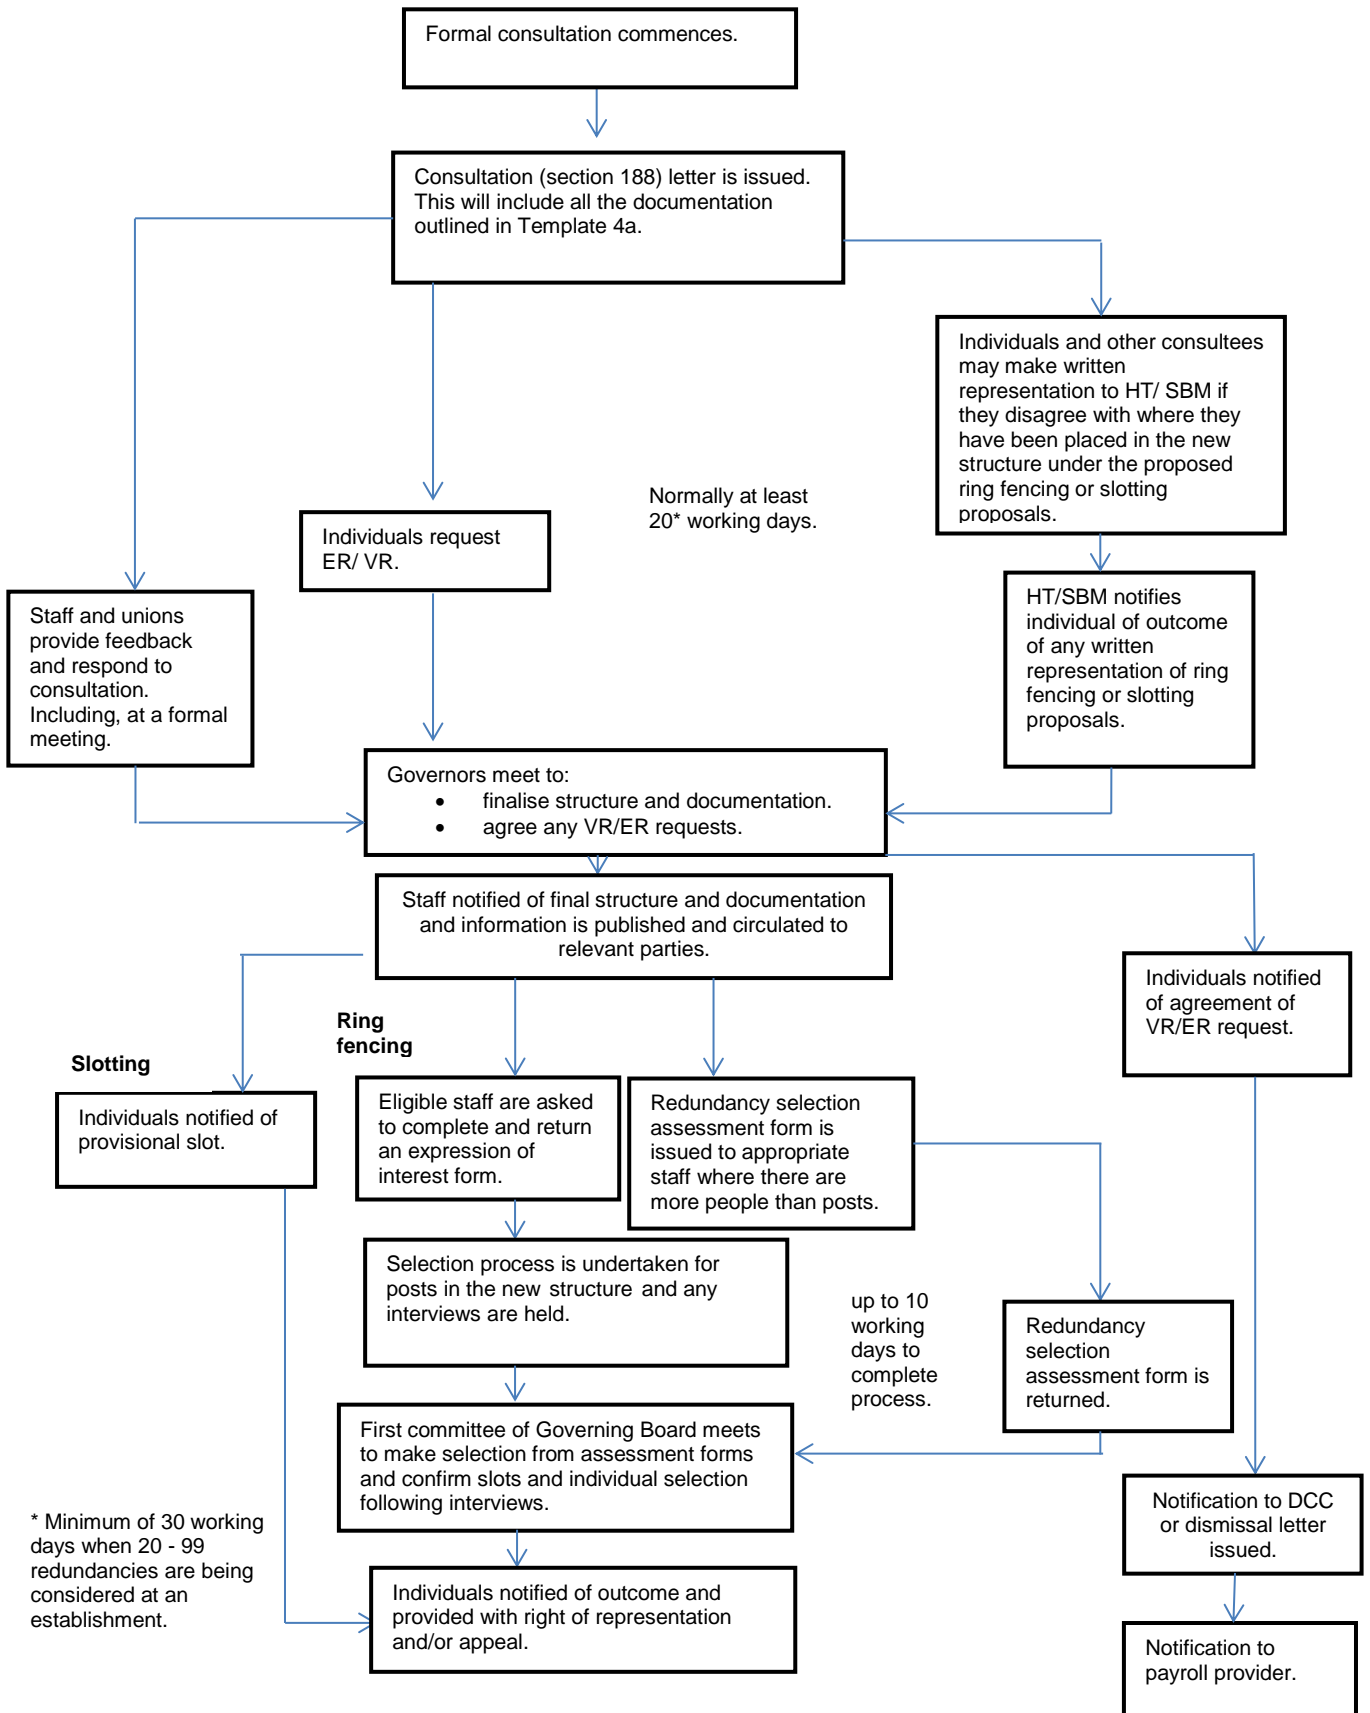 Formal consultation commences.
Consultation (section 188) letter is issued.
This will include all the documentation
outlined in Template 4a.
Individuals and other consultees
may make written
representation to HT/ SBM if
they disagree with where they
have been placed in the new
structure under the proposed
ring fencing or slotting
proposals.
Normally at least
20* working days.
Individuals request
ER/ VR.
Staff and unions
provide feedback
and respond to
consultation.
Including, at a formal
meeting.
HT/SBM notifies
individual of outcome
of any written
representation of ring
fencing or slotting
proposals.
Governors meet to:
• finalise structure and documentation.
• agree any VR/ER requests.
Staff notified of final structure and documentation
and information is published and circulated to
relevant parties.
Individuals notified
of agreement of
VR/ER request.
Slotting
Ring
fencing
Individuals notified of
provisional slot.
Eligible staff are asked
to complete and return
an expression of
interest form.
Redundancy selection
assessment form is
issued to appropriate
staff where there are
more people than posts.
Selection process is undertaken for
posts in the new structure and any
interviews are held.
up to 10
working
days to
complete
process.
Redundancy
selection
assessment form is
returned.
First committee of Governing Board meets
to make selection from assessment forms
and confirm slots and individual selection
following interviews.
Notification to DCC
or dismissal letter
issued.
* Minimum of 30 working
days when 20 - 99
redundancies are being
considered at an
establishment.
Individuals notified of outcome and
provided with right of representation
and/or appeal.
Notification to
payroll provider.